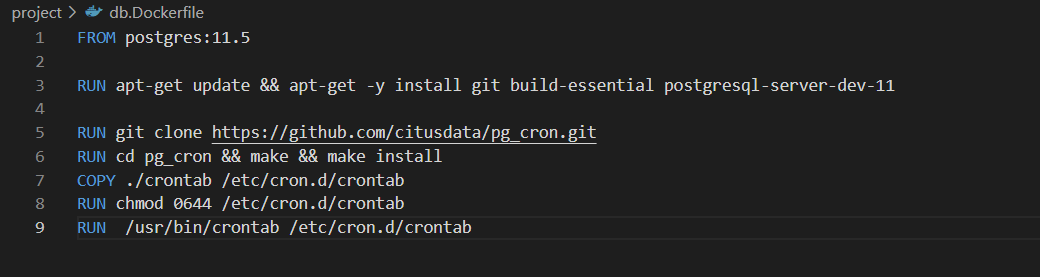 project > db.Dockerfile
1 FROM postgres:11.5
2
3 RUN apt-get update && apt-get -y install git build-essential postgresql-server-dev-11
4
5 RUN git clone https://github.com/citusdata/pg_cron.git
6 RUN cd pg_cron && make && make install
7 COPY ./crontab /etc/cron.d/crontab
8 RUN chmod 0644 /etc/cron.d/crontab
9 RUN  /usr/bin/crontab /etc/cron.d/crontab